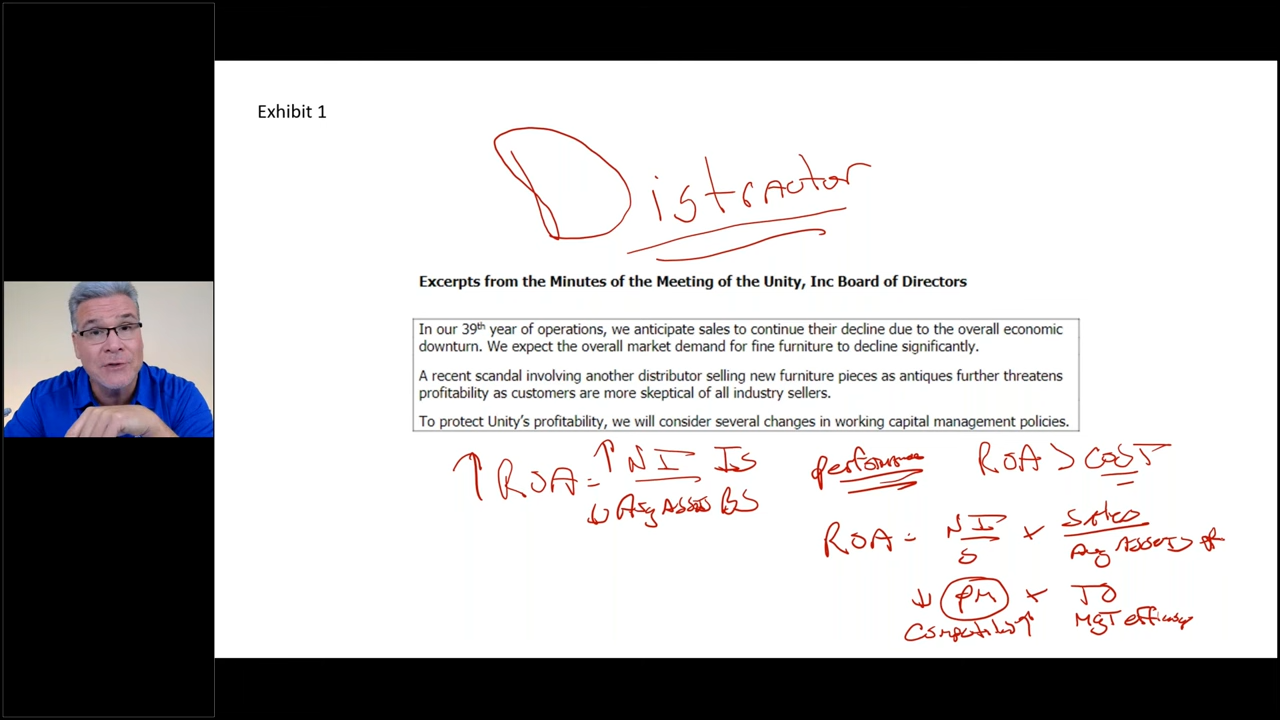 Exhibit 1
Distractor
Excerpts from the Minutes of the Meeting of the Unity, Inc Board of Directors
In our 39th year of operations, we anticipate sales to continue their decline due to the overall economic
downturn. We expect the overall market demand for fine furniture to decline significantly.
A recent scandal involving another distributor selling new furniture pieces as antiques further threatens
profitability as customers are more skeptical of all industry sellers.
To protect Unity's profitability, we will consider several changes in working capital management policies.
↑ ROA = ↑ NI IS
↓ Avg Assets BS
performance
ROA > COST
ROA = NI × Sales
S Avg Assets
↓ PM × TO
MgT